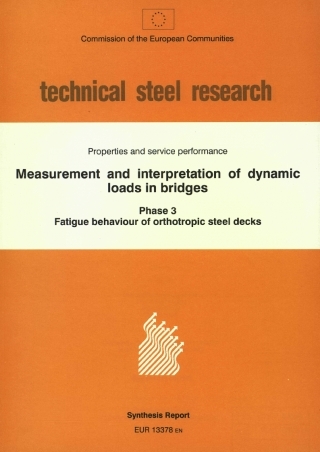 Commission of the European Communities
technical steel research
Properties and service performance
Measurement and interpretation of dynamic
loads in bridges
Phase 3
Fatigue behaviour of orthotropic steel decks
Synthesis Report
EUR 13378 EN